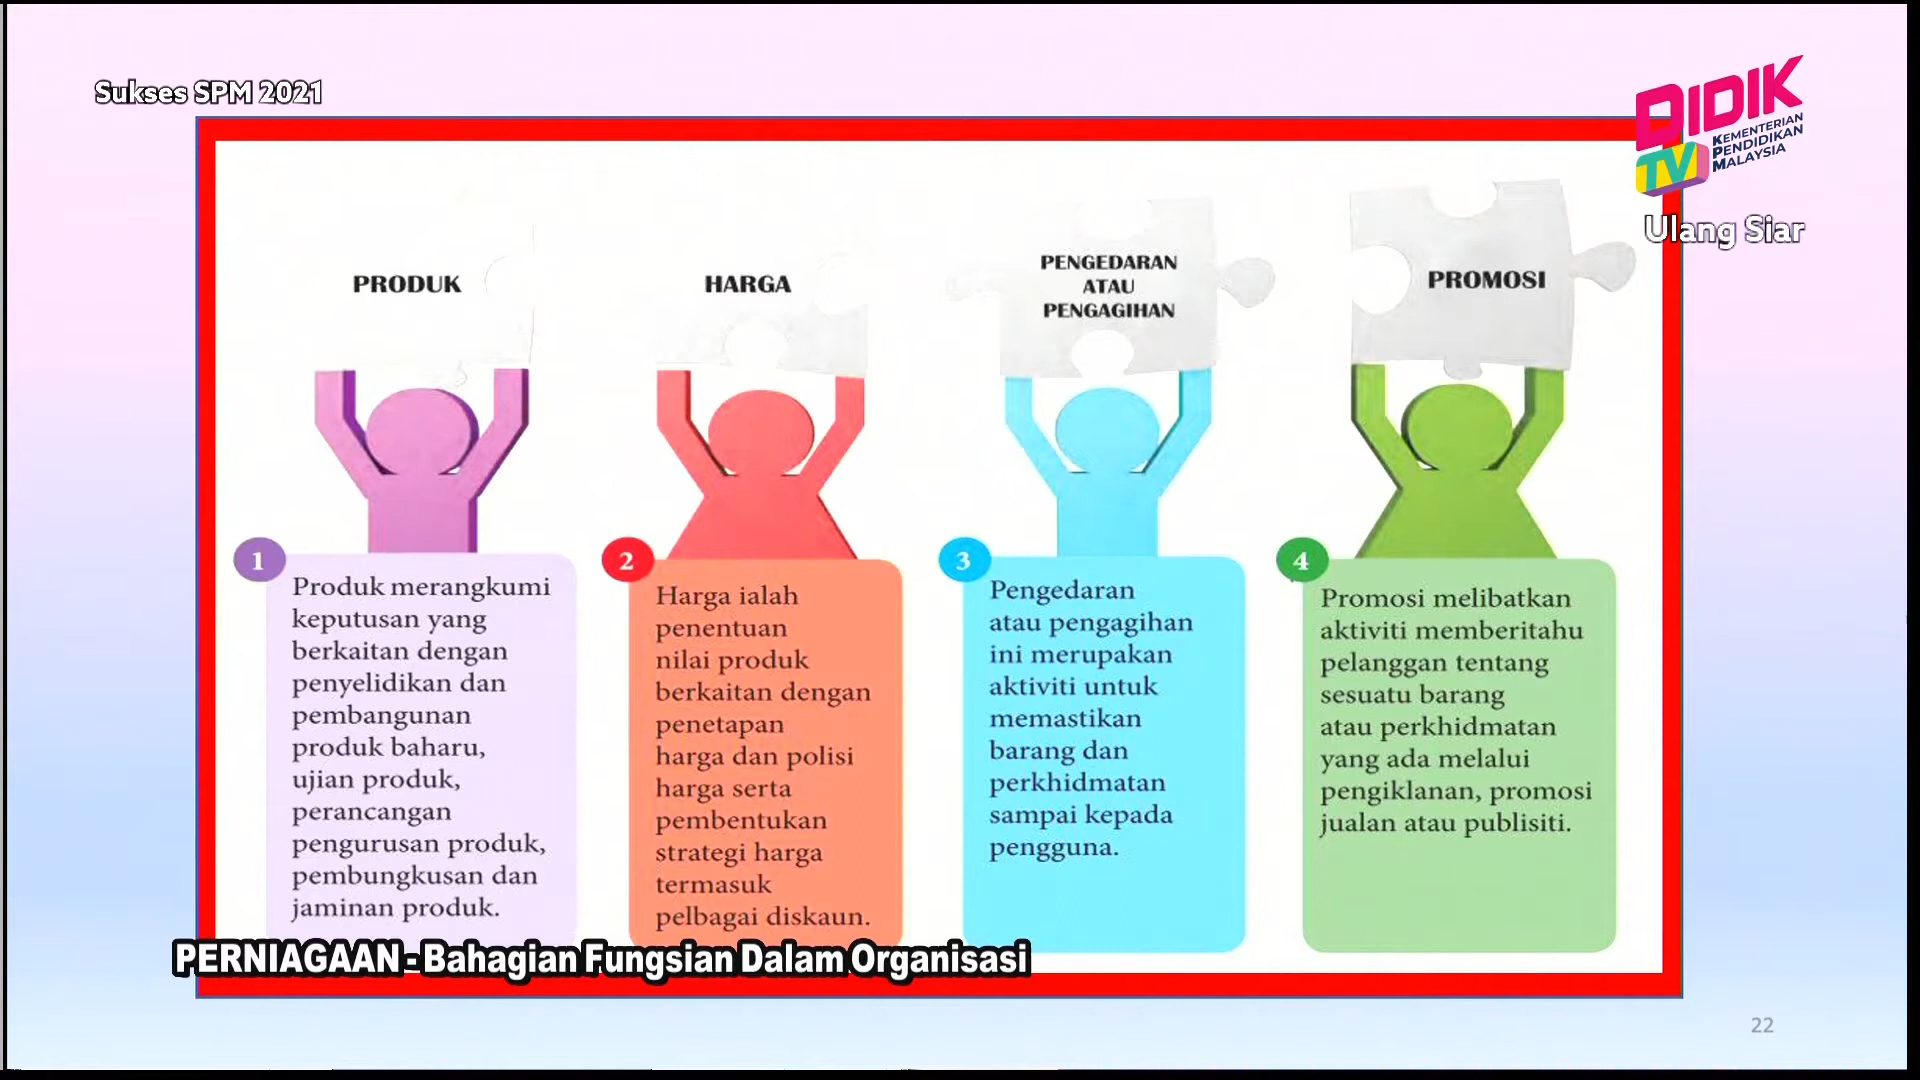 Sukses SPM 2021
DIDIK
TV
KEMENTERIAN
PENDIDIKAN
MALAYSIA
Ulang Siar
PRODUK
HARGA
PENGEDARAN
ATAU
PENGAGIHAN
PROMOSI
1
Produk merangkumi
keputusan yang
berkaitan dengan
penyelidikan dan
pembangunan
produk baharu,
ujian produk,
perancangan
pengurusan produk,
pembungkusan dan
jaminan produk.
2
Harga ialah
penentuan
nilai produk
berkaitan dengan
penetapan
harga dan polisi
harga serta
pembentukan
strategi harga
termasuk
pelbagai diskaun.
3
Pengedaran
atau pengagihan
ini merupakan
aktiviti untuk
memastikan
barang dan
perkhidmatan
sampai kepada
pengguna.
4
Promosi melibatkan
aktiviti memberitahu
pelanggan tentang
sesuatu barang
atau perkhidmatan
yang ada melalui
pengiklanan, promosi
jualan atau publisiti.
PERNIAGAAN - Bahagian Fungsian Dalam Organisasi
22